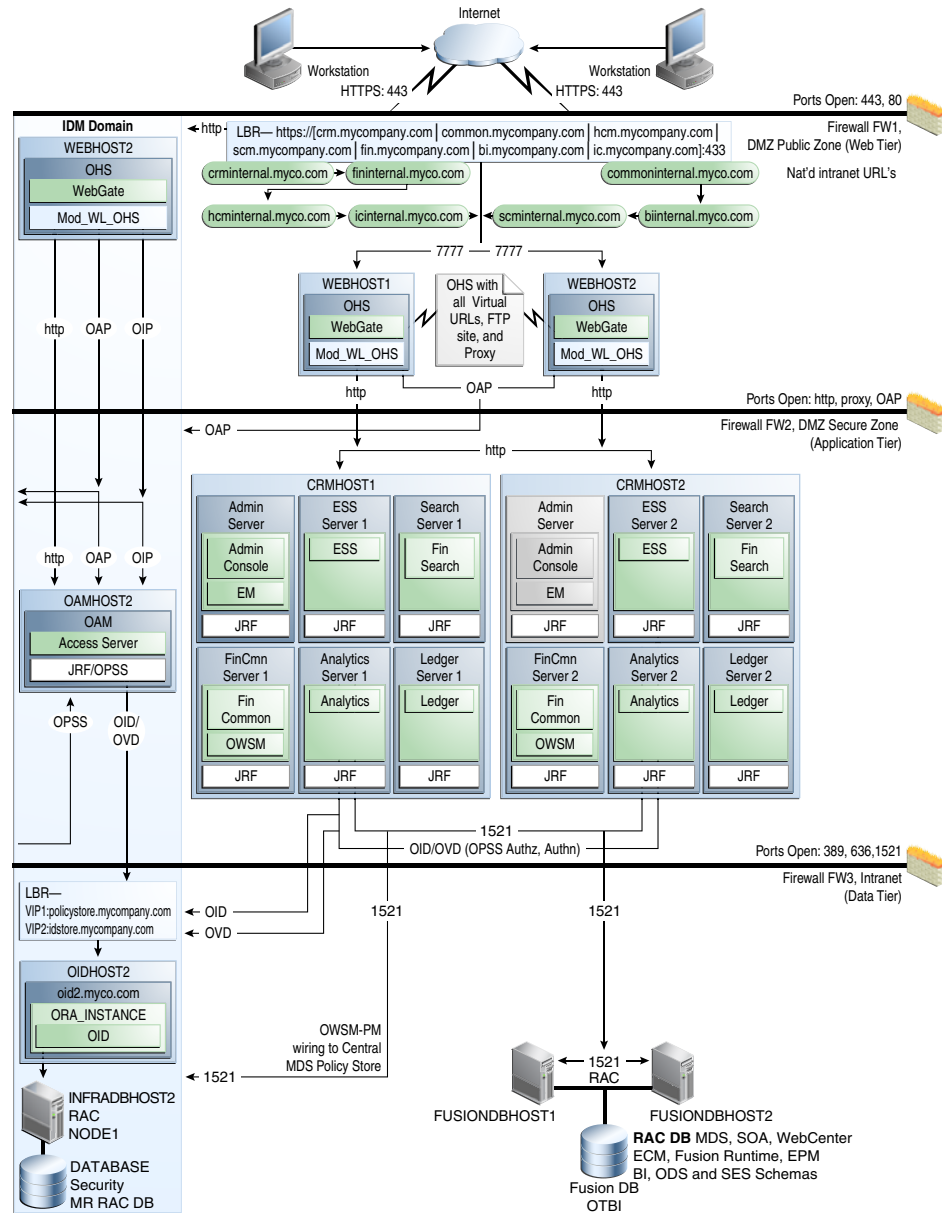 Internet
Workstation
Workstation
HTTPS: 443
HTTPS: 443
Ports Open: 443, 80
Firewall FW1,
DMZ Public Zone (Web Tier)
Nat'd intranet URL's
IDM Domain
WEBHOST2
OHS
WebGate
Mod_WL_OHS
http
LBR— https://[crm.mycompany.com | common.mycompany.com | hcm.mycompany.com |
scm.mycompany.com | fin.mycompany.com | bi.mycompany.com | ic.mycompany.com]:433
crminternal.myco.com
fininternal.myco.com
commoninternal.myco.com
hcminternal.myco.com
icinternal.myco.com
scminternal.myco.com
biinternal.myco.com
7777
7777
WEBHOST1
OHS
WebGate
Mod_WL_OHS
OHS with
all Virtual
URLs, FTP
site, and
Proxy
WEBHOST2
OHS
WebGate
Mod_WL_OHS
http
OAP
OIP
http
OAP
http
Ports Open: http, proxy, OAP
Firewall FW2, DMZ Secure Zone
(Application Tier)
OAP
http
CRMHOST1
Admin
Server
Admin
Console
EM
JRF
ESS
Server 1
ESS
JRF
Search
Server 1
Fin
Search
JRF
FinCmn
Server 1
Fin
Common
OWSM
JRF
Analytics
Server 1
Analytics
JRF
Ledger
Server 1
Ledger
JRF
CRMHOST2
Admin
Server
Admin
Console
EM
JRF
ESS
Server 2
ESS
JRF
Search
Server 2
Fin
Search
JRF
FinCmn
Server 2
Fin
Common
OWSM
JRF
Analytics
Server 2
Analytics
JRF
Ledger
Server 2
Ledger
JRF
http
OAP
OIP
OAMHOST2
OAM
Access Server
JRF/OPSS
OPSS
OID/
OVD
1521
OID/OVD (OPSS Authz, Authn)
Ports Open: 389, 636,1521
Firewall FW3, Intranet
(Data Tier)
LBR—
VIP1:policystore.mycompany.com
VIP2:idstore.mycompany.com
OID
OVD
1521
1521
OIDHOST2
oid2.myco.com
ORA_INSTANCE
OID
OWSM-PM
wiring to Central
MDS Policy Store
1521
INFRADBHOST2
RAC
NODE1
DATABASE
Security
MR RAC DB
1521
RAC
FUSIONDBHOST1
FUSIONDBHOST2
RAC DB MDS, SOA, WebCenter
ECM, Fusion Runtime, EPM
BI, ODS and SES Schemas
Fusion DB
OTBI